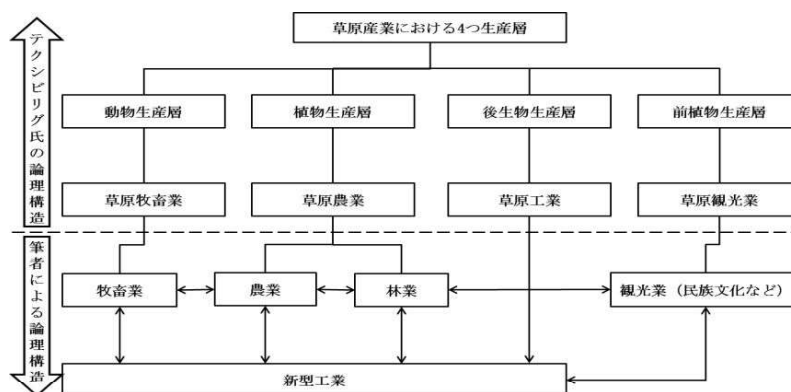 草原産業における4つ生産層
テクシビリグ氏の論理構造
動物生産層
植物生産層
後生物生産層
前植物生産層
草原牧畜業
草原農業
草原工業
草原観光業
筆者による論理構造
牧畜業
農業
林業
観光業（民族文化など）
新型工業